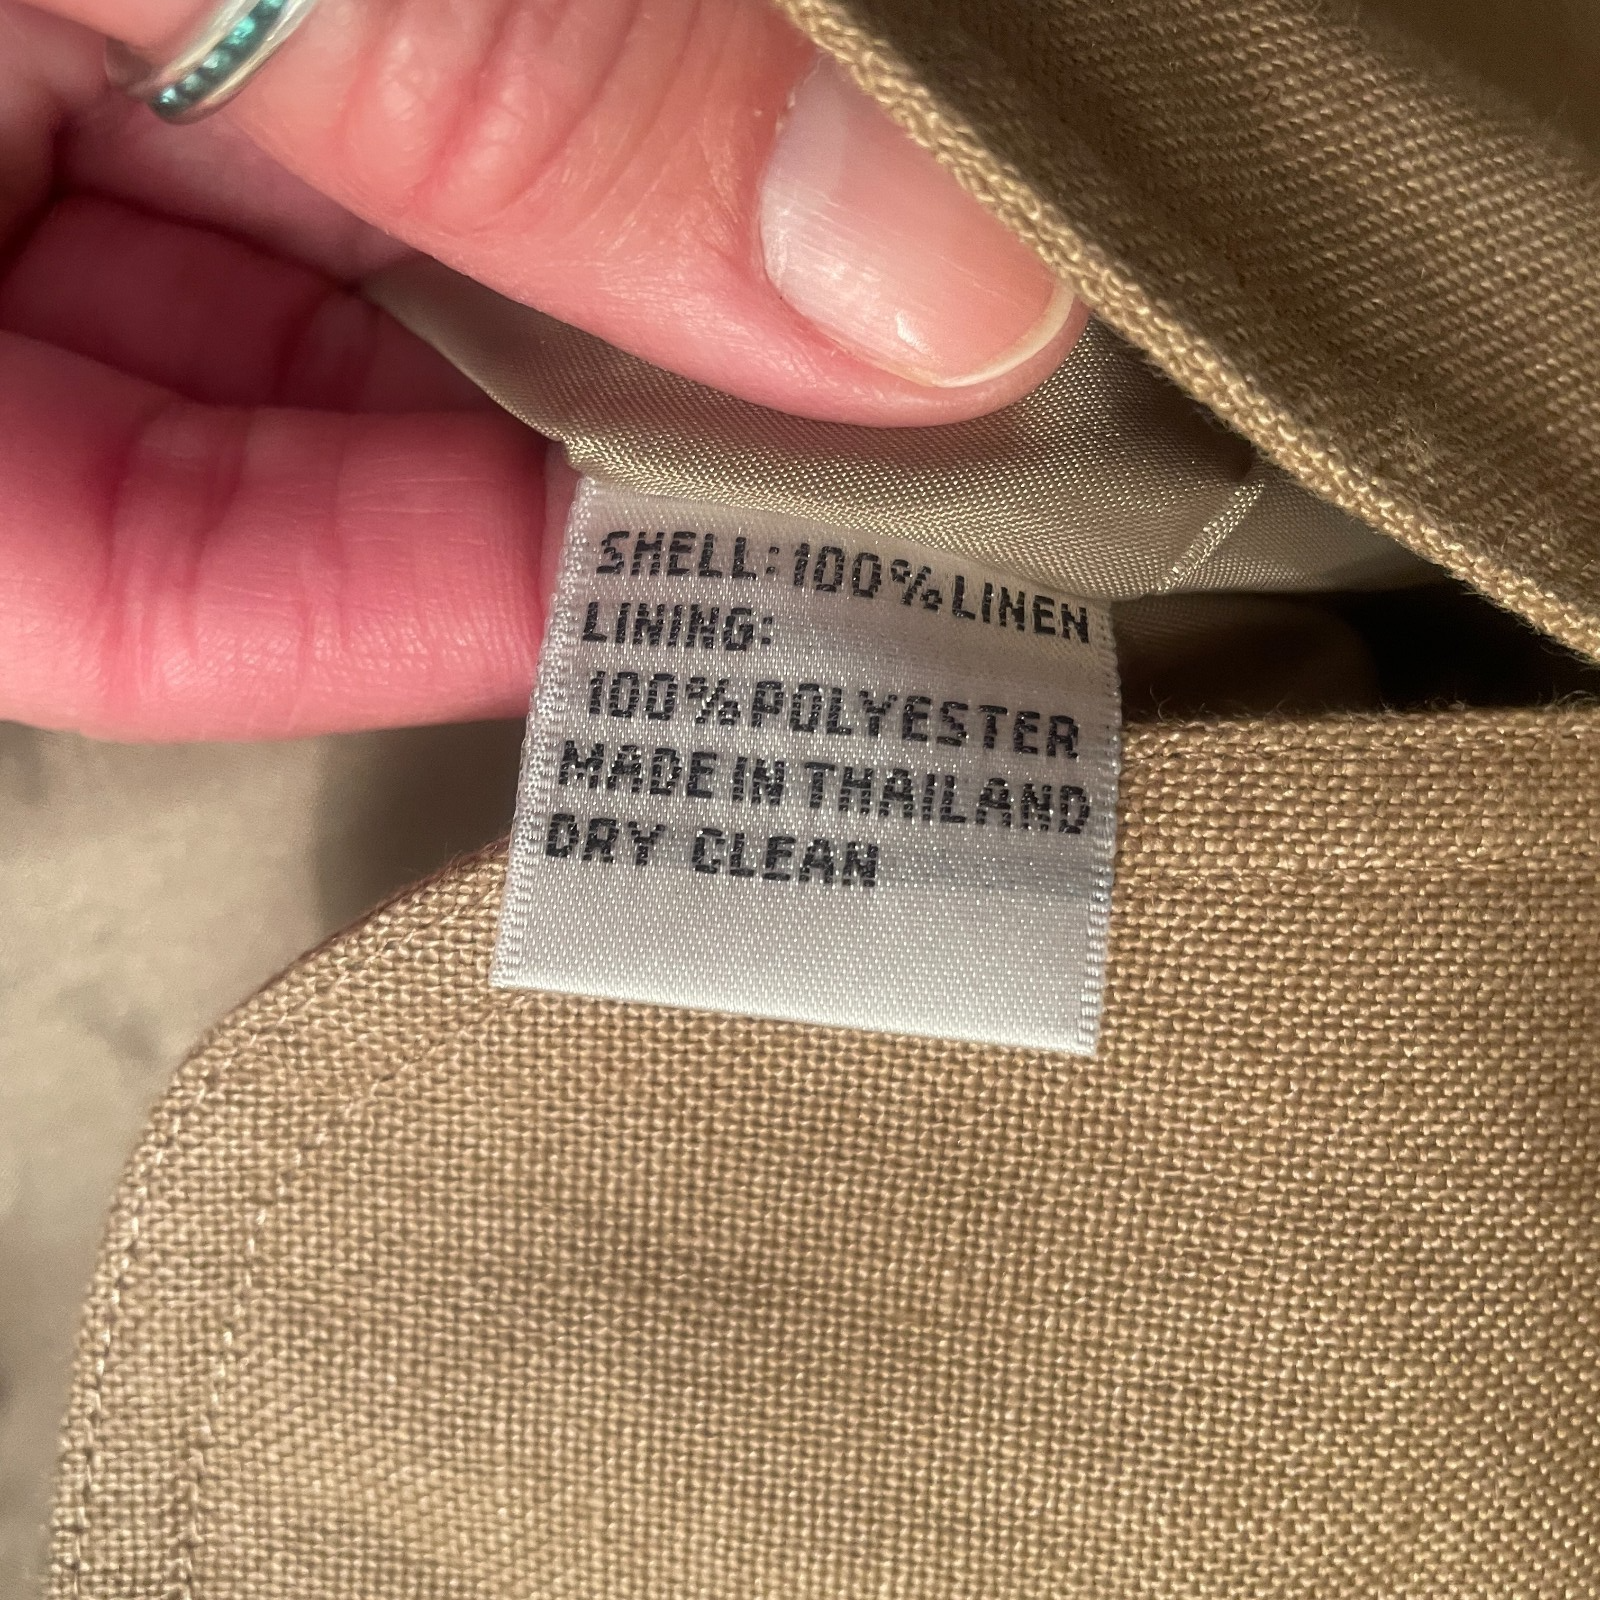 SHELL: 100% LINEN
LINING:
100% POLYESTER
MADE IN THAILAND
DRY CLEAN